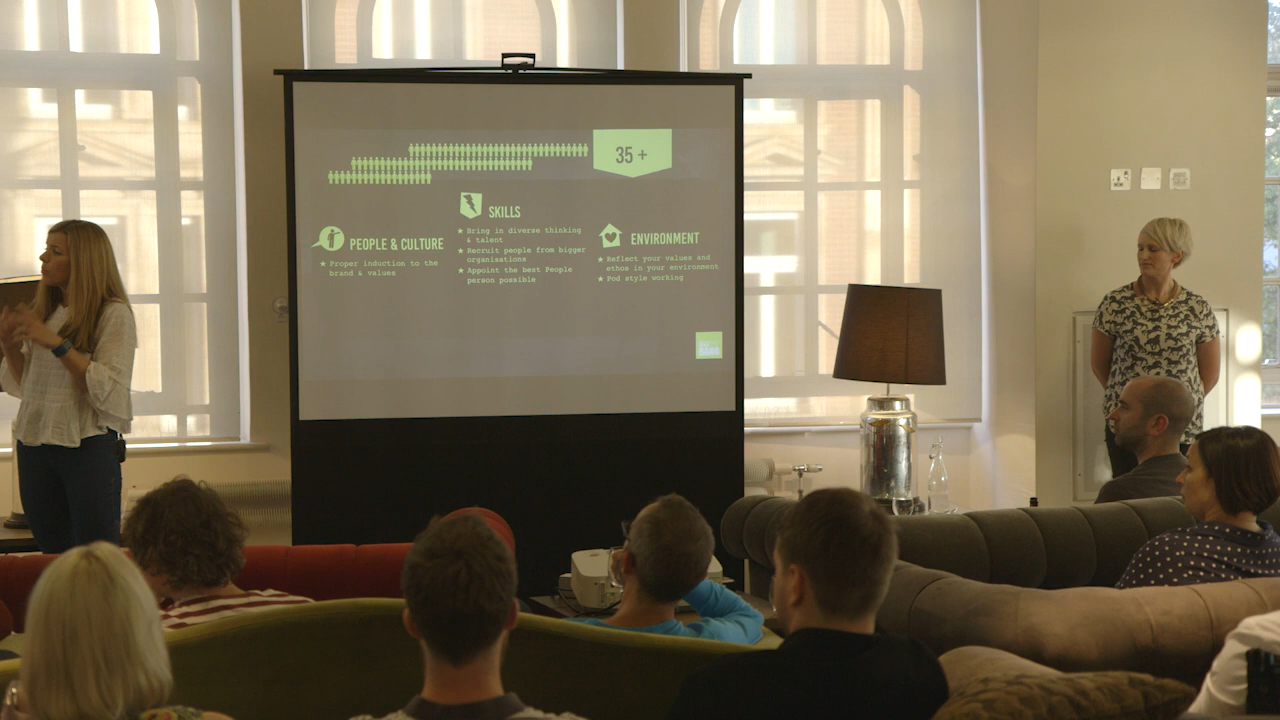 35 +
SKILLS
★ Bring in diverse thinking
& talent
★ Recruit people from bigger
organisations
★ Appoint the best People
person possible
PEOPLE & CULTURE
★ Proper induction to the
brand & values
ENVIRONMENT
★ Reflect your values and
ethos in your environment
★ Pod style working